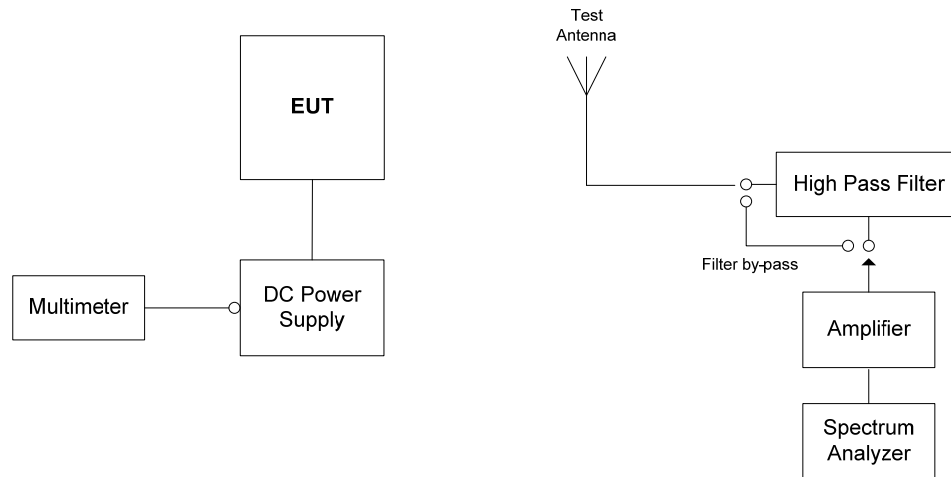 Test
Antenna
EUT
High Pass Filter
Filter by-pass
Multimeter
DC Power
Supply
Amplifier
Spectrum
Analyzer